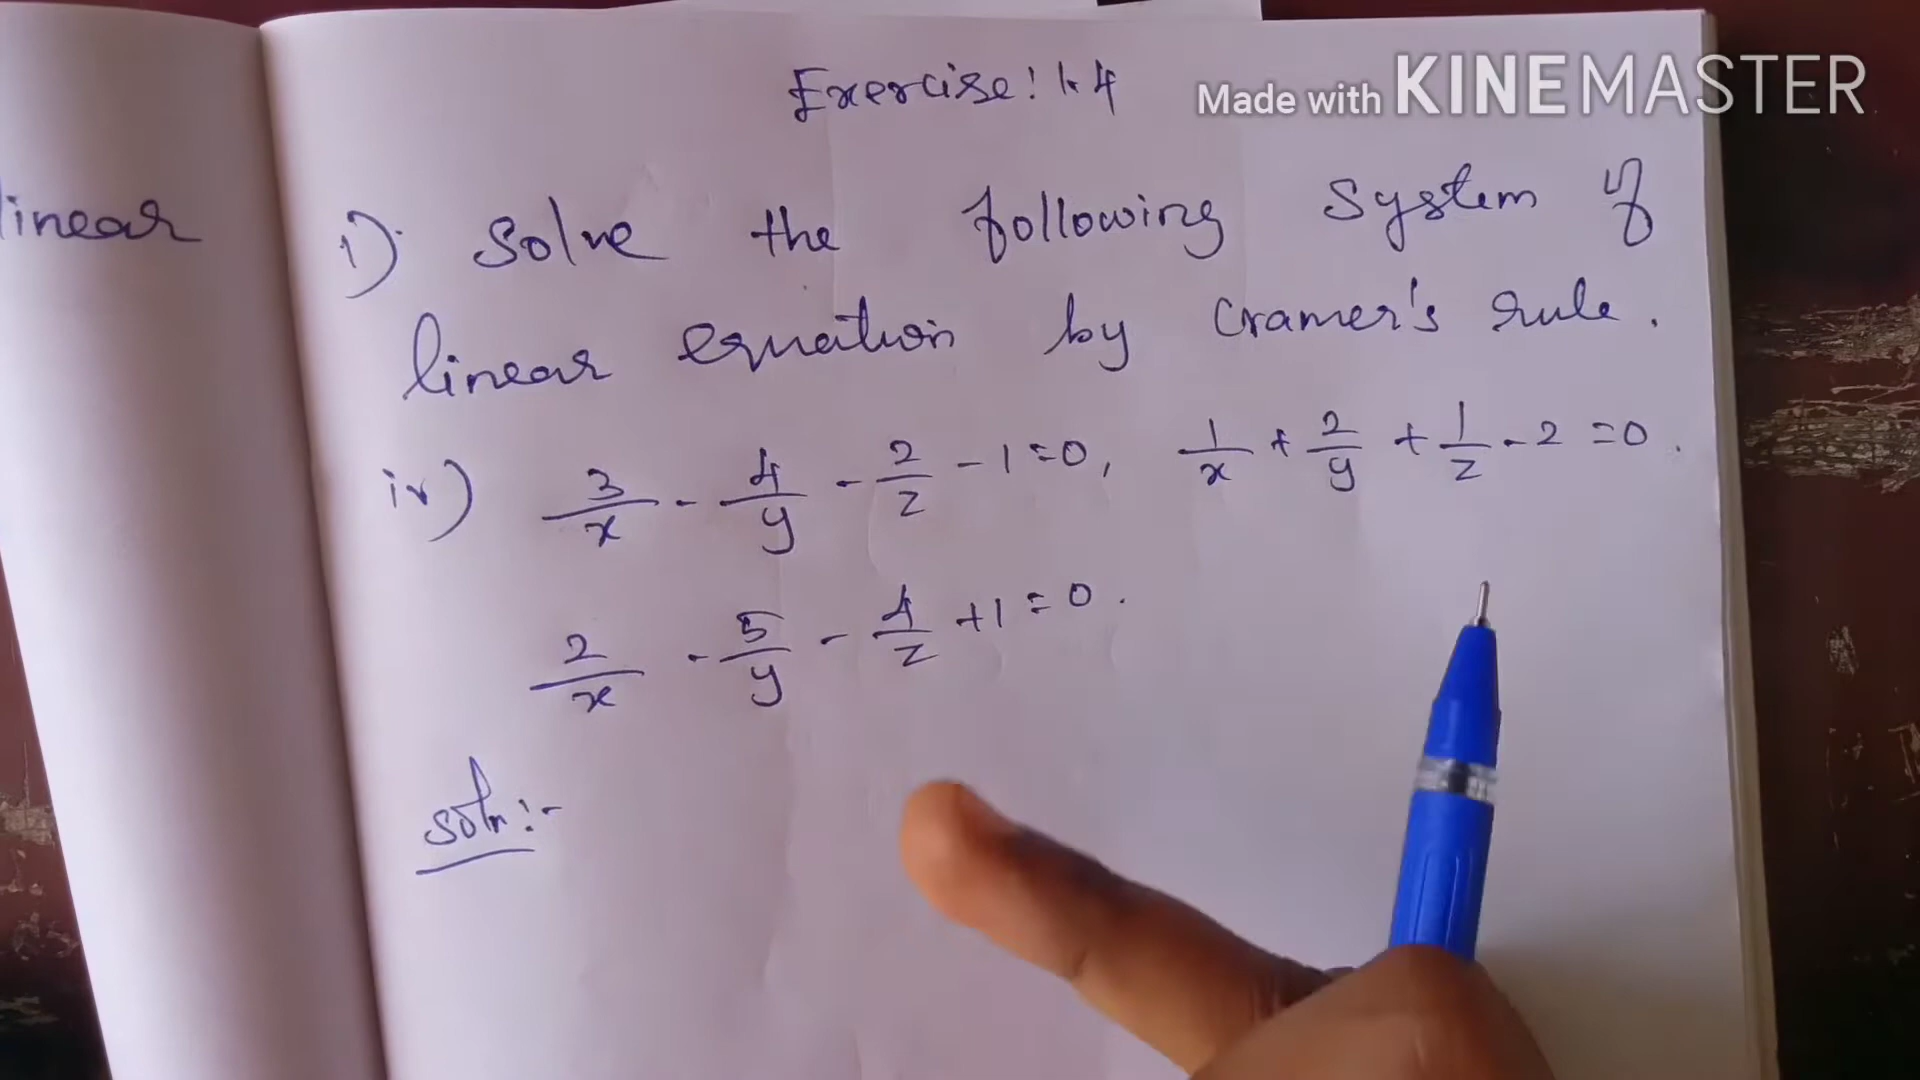 Exercise: 1.4
Made with KINEMASTER
linear
1). Solve the following System of
linear equation by Cramer's rule.
iv) 3/x - 4/y - 2/z - 1 = 0, 1/x + 2/y + 1/z - 2 = 0.
2/x - 5/y - 4/z + 1 = 0.
soln:-